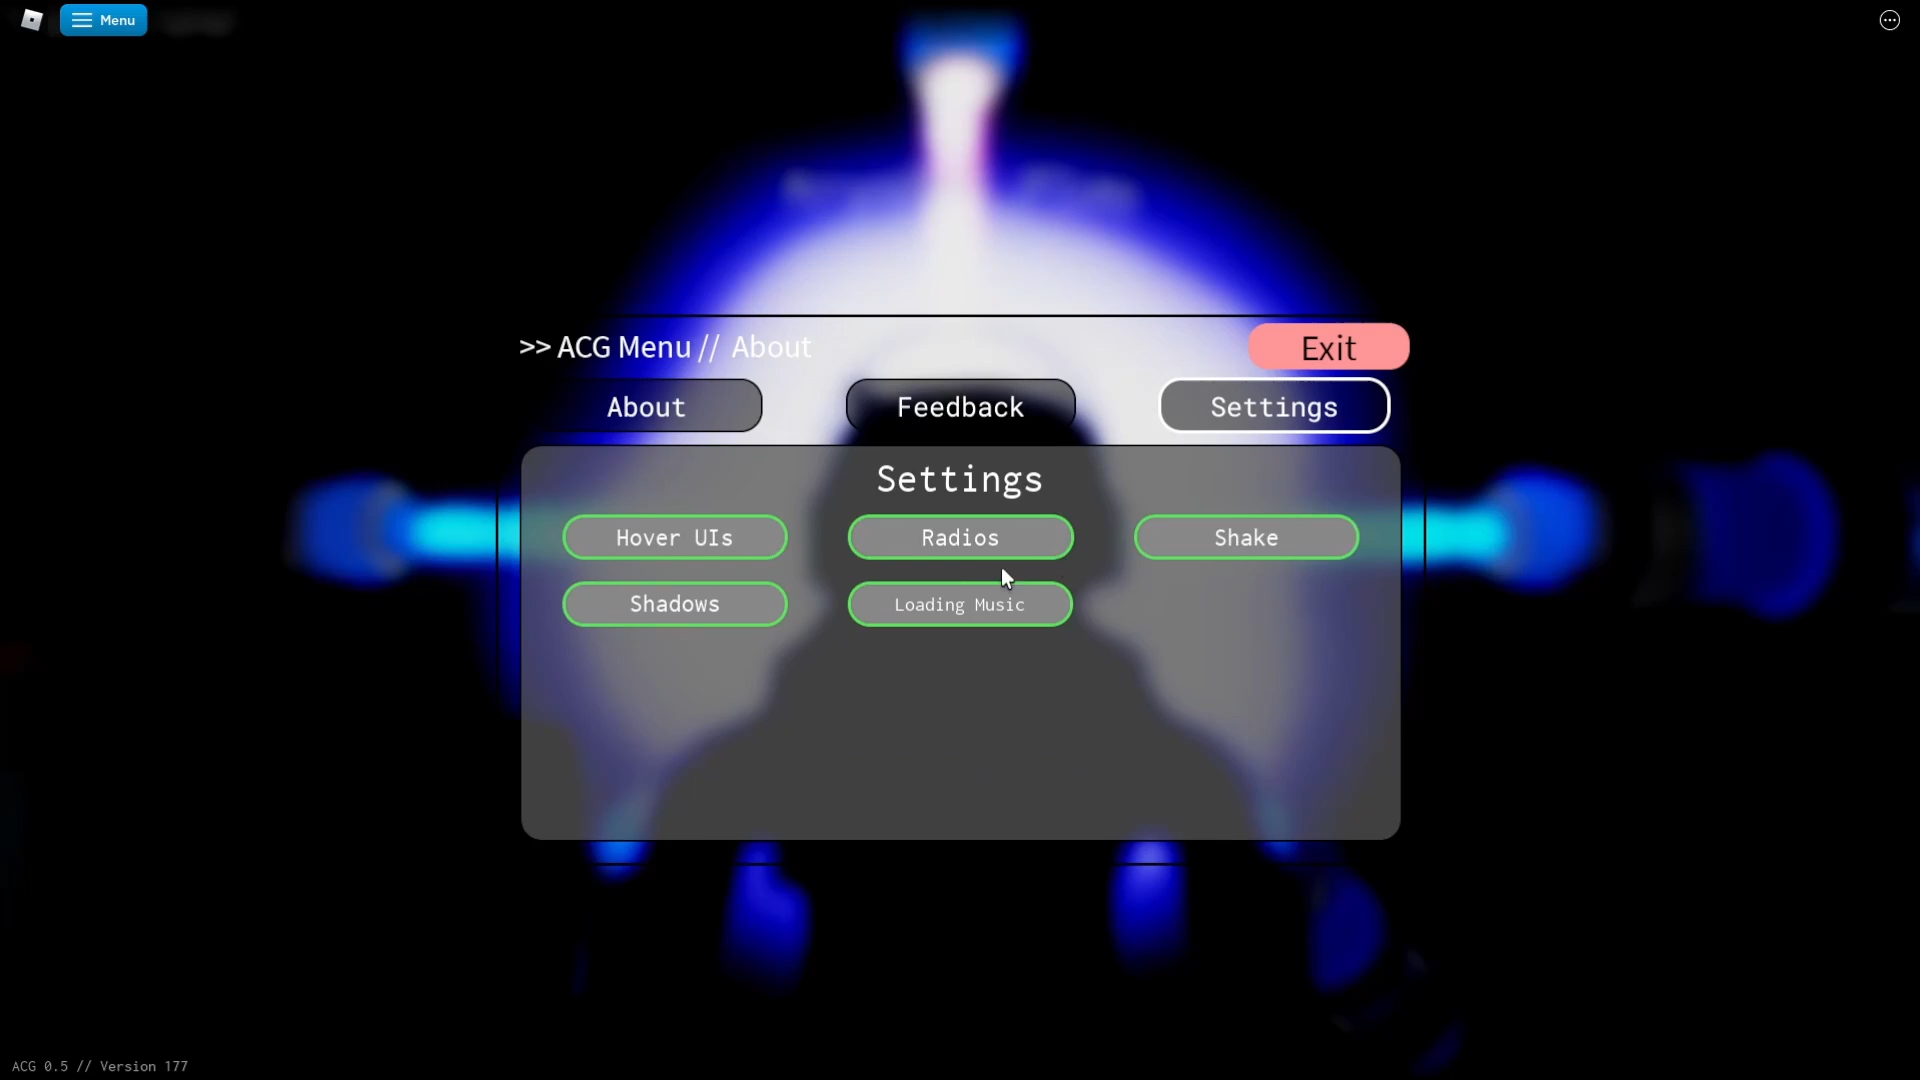 Menu
>> ACG Menu // About
Exit
About
Feedback
Settings
Settings
Hover UIs
Radios
Shake
Shadows
Loading Music
ACG 0.5 // Version 177